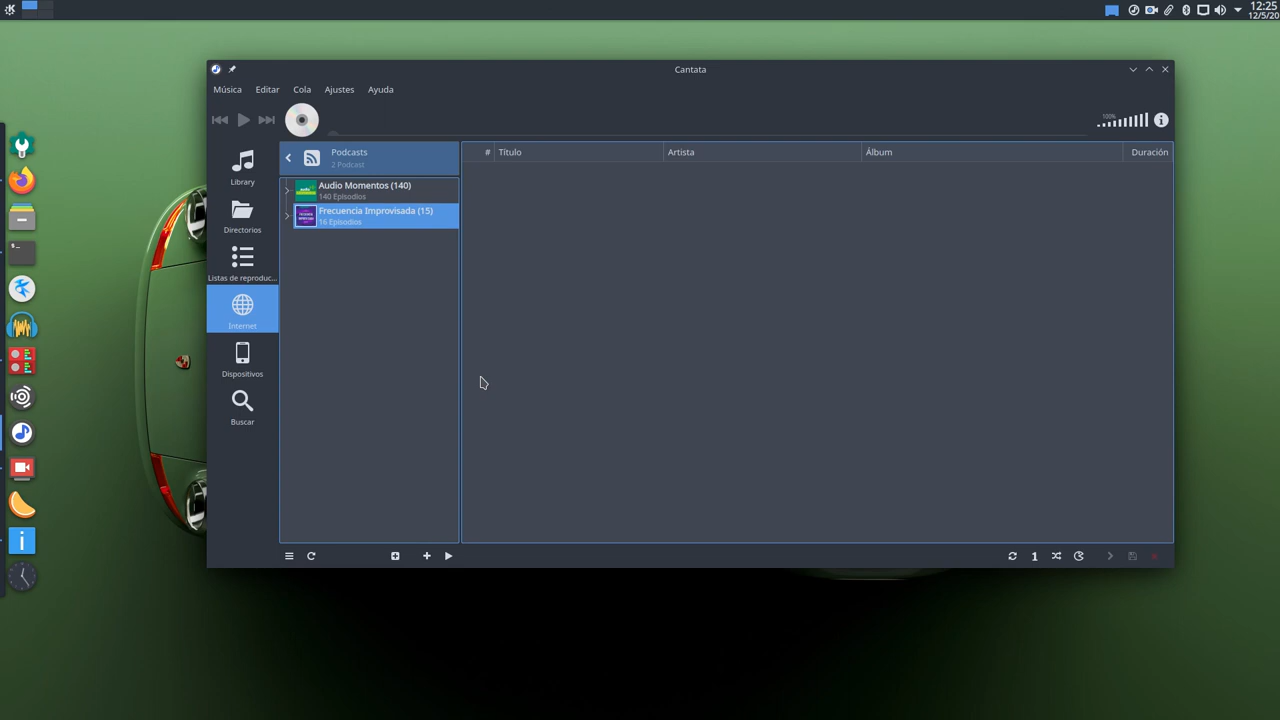 12:25
12/5/20
Cantata
Música Editar Cola Ajustes Ayuda
100%
Podcasts
2 Podcast
# Título Artista Álbum Duración
Library
Audio Momentos (140)
140 Episodios
Frecuencia Improvisada (15)
16 Episodios
Directorios
Listas de reproduc...
Internet
Dispositivos
Buscar
1